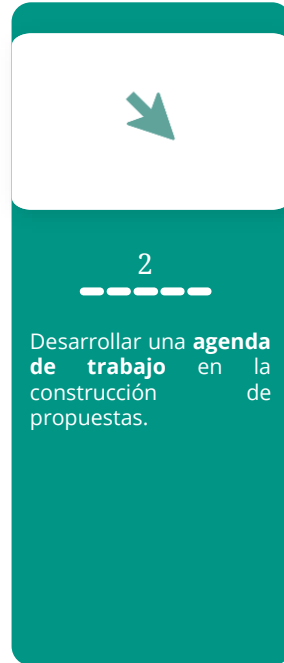 2
Desarrollar una agenda
de trabajo en la
construcción de
propuestas.